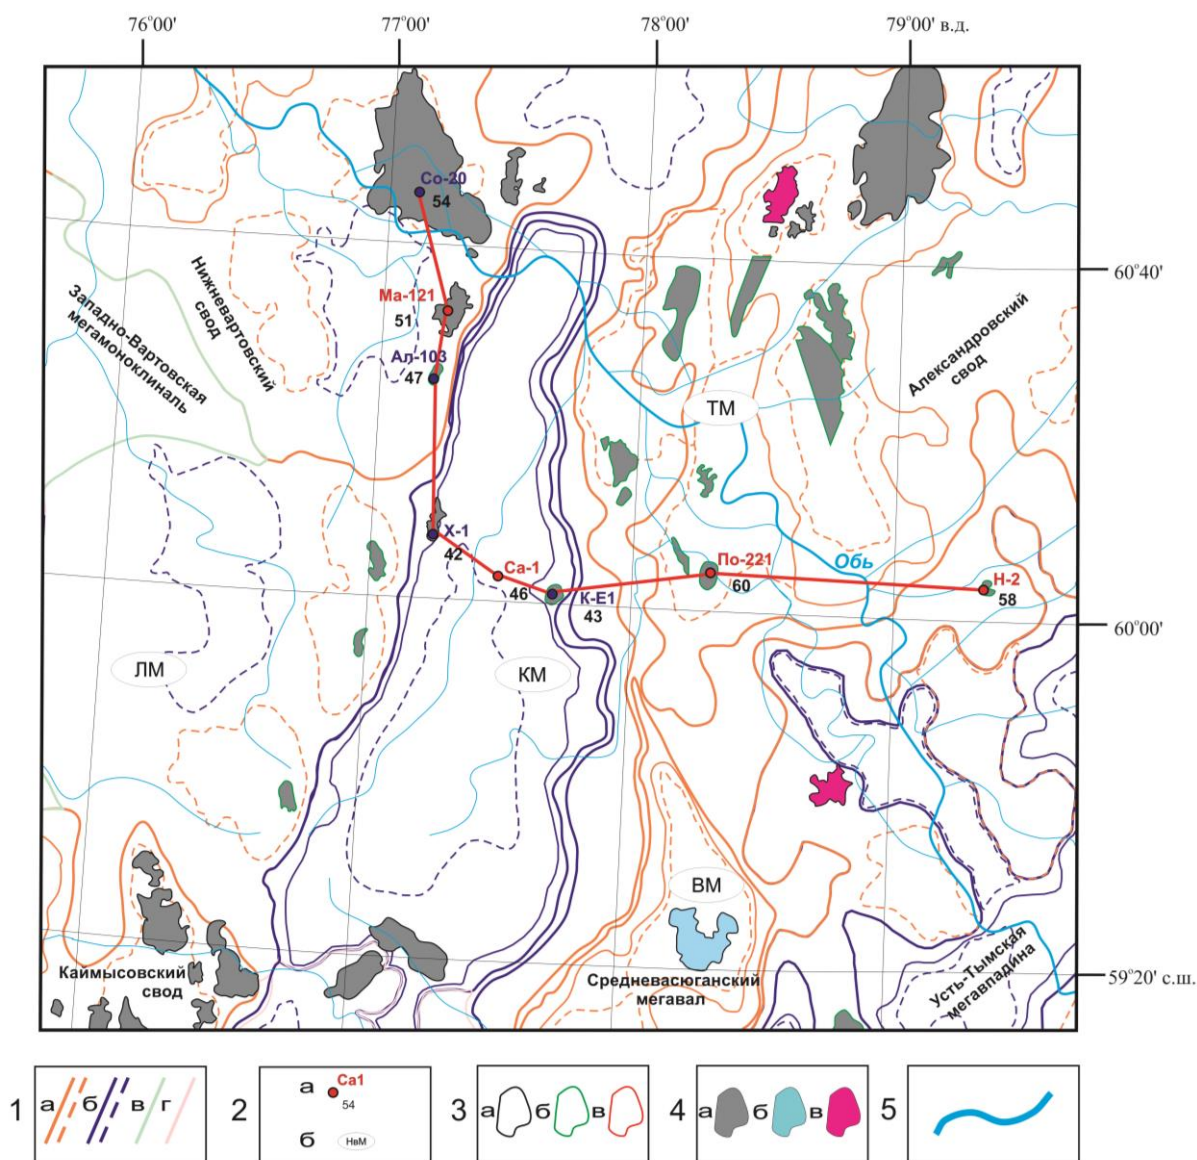 76°00'
77°00'
78°00'
79°00' в.д.
Со-20
54
60°40'
Нижневартовский
свод
Западно-Вартовская
мегамоноклиналь
Ма-121
51
Александровский
свод
Ал-103
47
ТМ
Х-1
42
Са-1
46
К-Е1
43
По-221
60
Обь
Н-2
58
60°00'
ЛМ
КМ
ВМ
Каймысовский
свод
Средневасюганский
мегавал
Усть-Тымская
мегавпадина
59°20' с.ш.
1 а б в г
2 а Са1
54
б НвМ
3 а б в
4 а б в
5